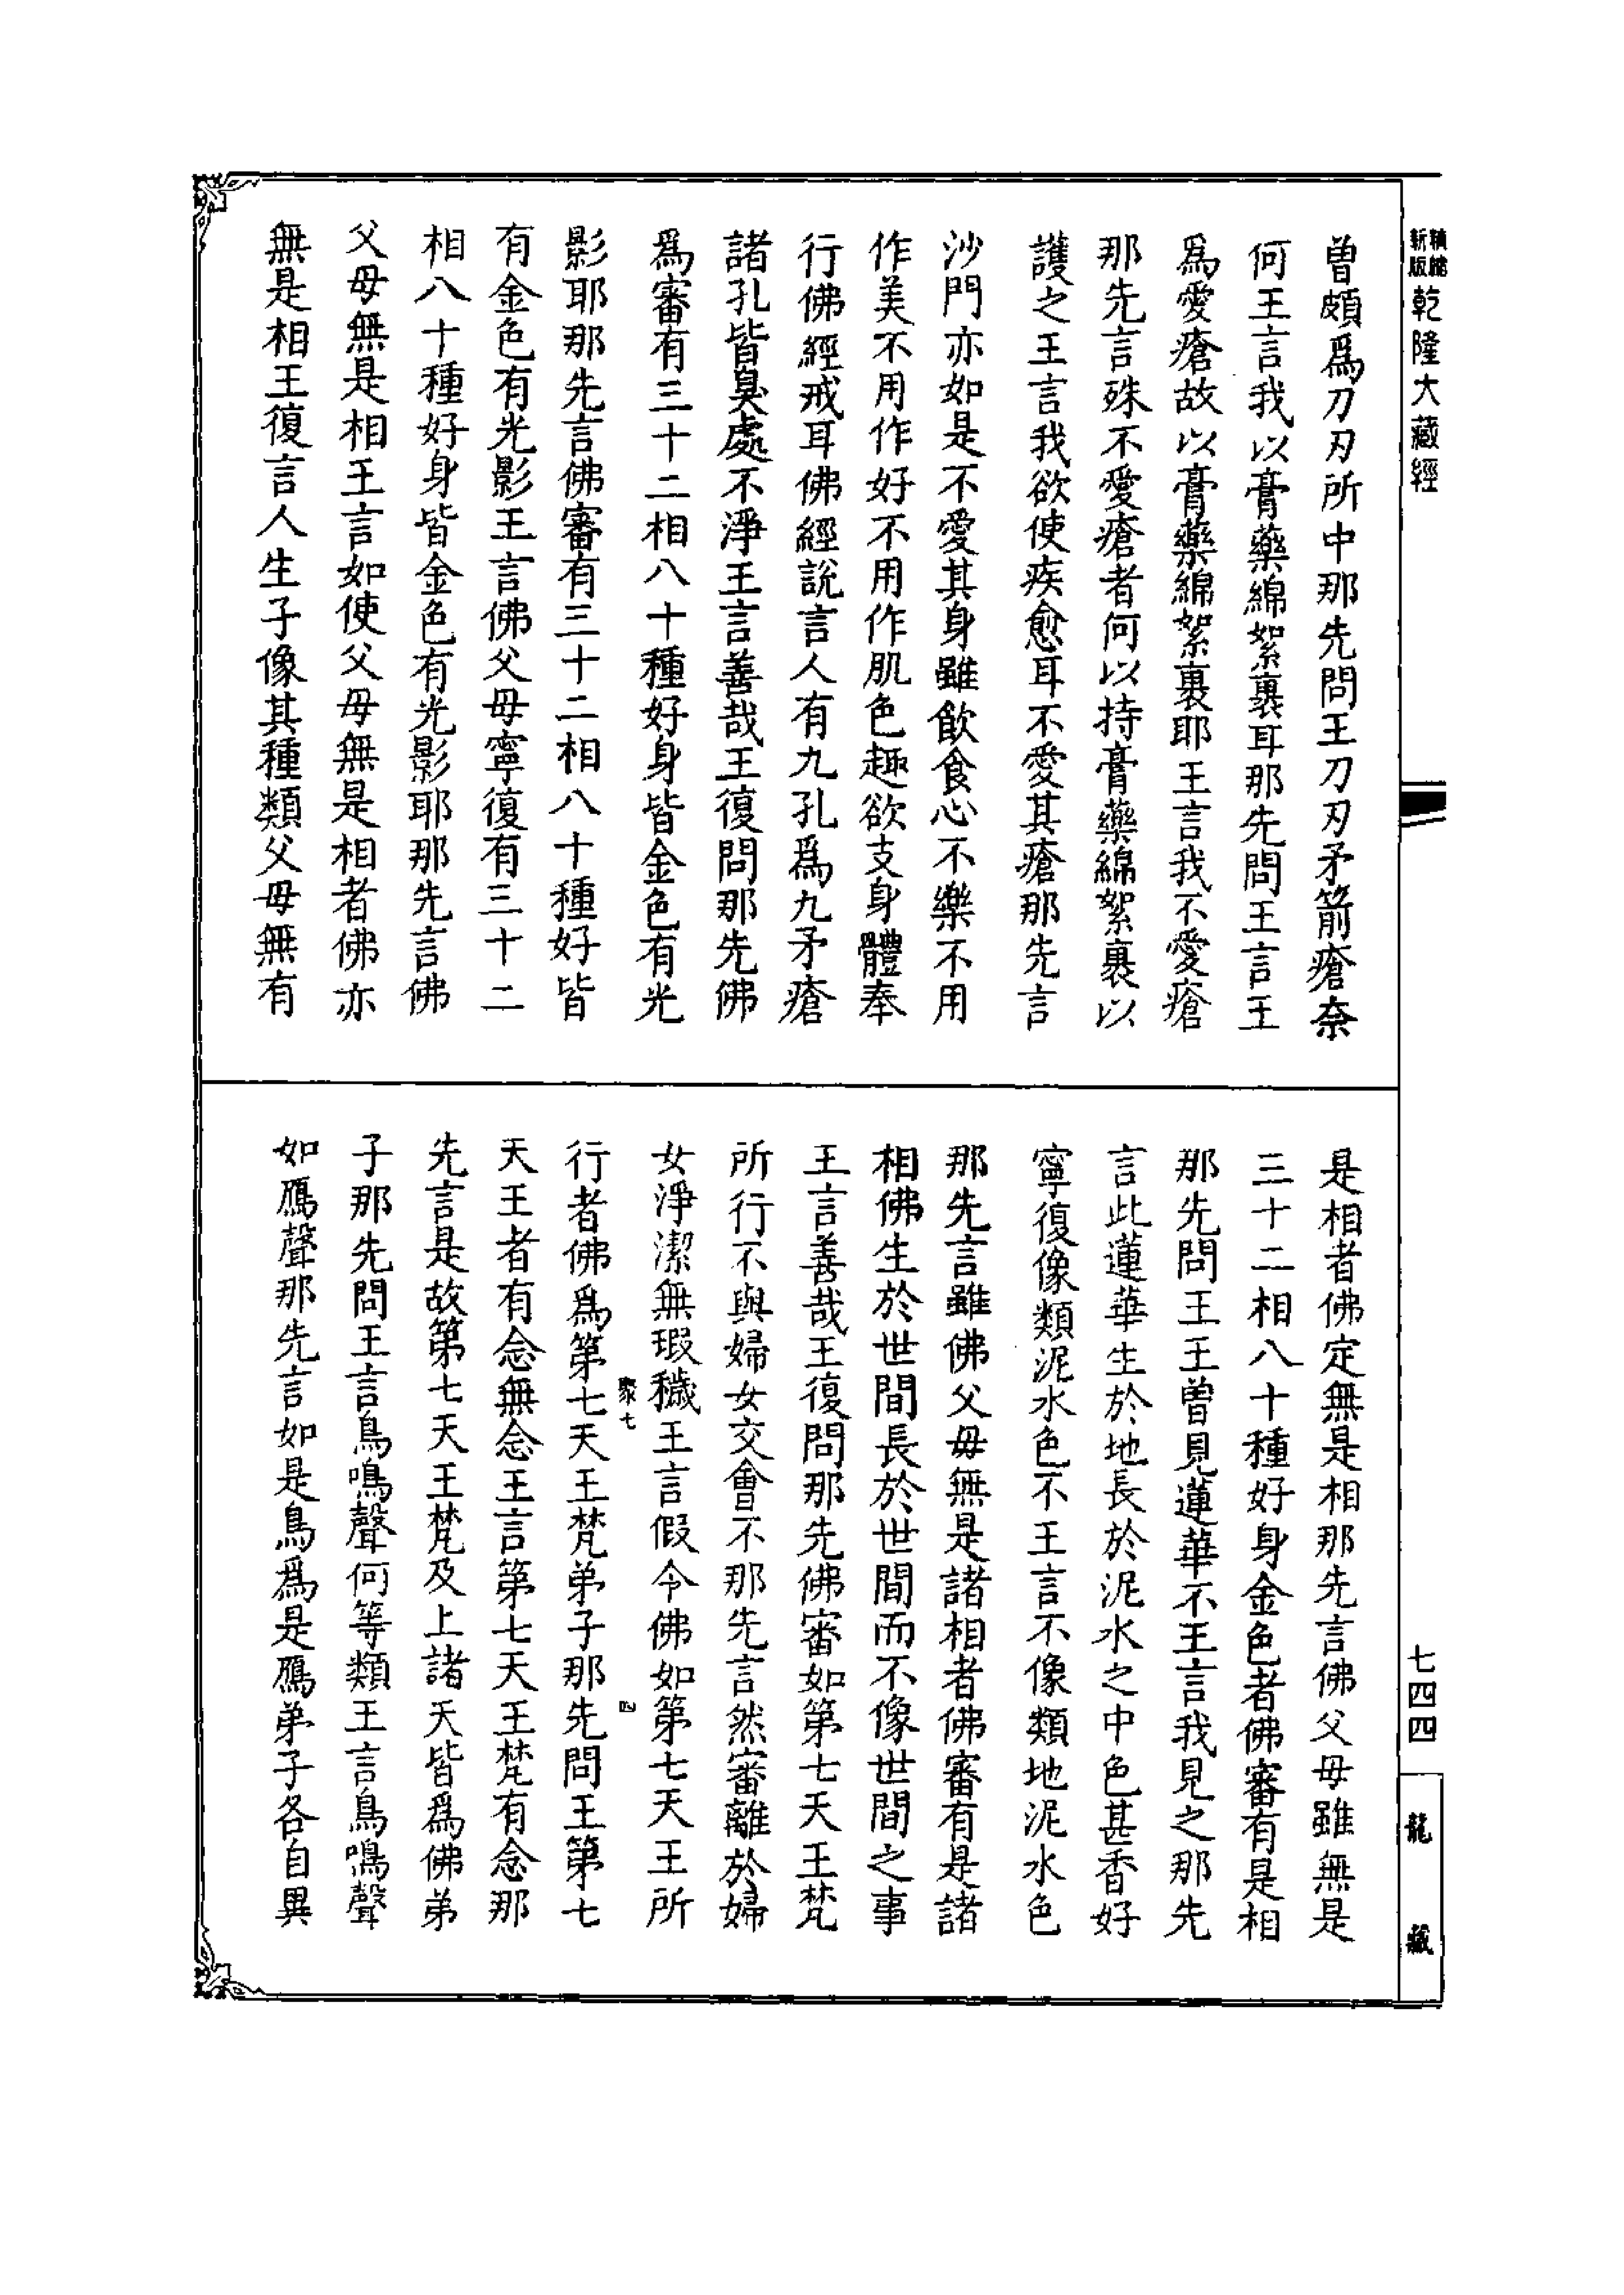 新版精縮乾隆大藏經
曾頗爲刀刃所中那先問王刀刃矛箭瘡奈
何王言我以膏藥綿絮裹耳那先問王言王
爲愛瘡故以膏藥綿絮裹耶王言我不愛瘡
那先言殊不愛瘡者何以持膏藥綿絮裹以
護之王言我欲使疾愈耳不愛其瘡那先言
沙門亦如是不愛其身雖飲食心不樂不用
作美不用作好不用作肌色趣欲支身體奉
行佛經戒耳佛經説言人有九孔爲九矛瘡
諸孔皆臭處不淨王言善哉王復問那先佛
爲審有三十二相八十種好身皆金色有光
影耶那先言佛審有三十二相八十種好皆
有金色有光影王言佛父母寧復有三十二
相八十種好身皆金色有光影耶那先言佛
父母無是相王言如使父母無是相者佛亦
無是相王復言人生子像其種類父母無有
是相者佛定無是相那先言佛父母雖無是
三十二相八十種好身金色者佛審有是相
那先問王王曾見蓮華不王言我見之那先
言此蓮華生於地長於泥水之中色甚香好
寧復像類泥水色不王言不像類地泥水色
那先言雖佛父母無是諸相者佛審有是諸
相佛生於世間長於世間而不像世間之事
王言善哉王復問那先佛審如第七天王梵
所行不與婦女交會不那先言然審離於婦
女淨潔無瑕穢王言假令佛如第七天王所
聚七 四
行者佛爲第七天王梵弟子那先問王第七
天王者有念無念王言第七天王梵有念那
先言是故第七天王梵及上諸天皆爲佛弟
子那先問王言鳥鳴聲何等類王言鳥鳴聲
如鴈聲那先言如是鳥爲是鴈弟子各自異
七四四
龍藏